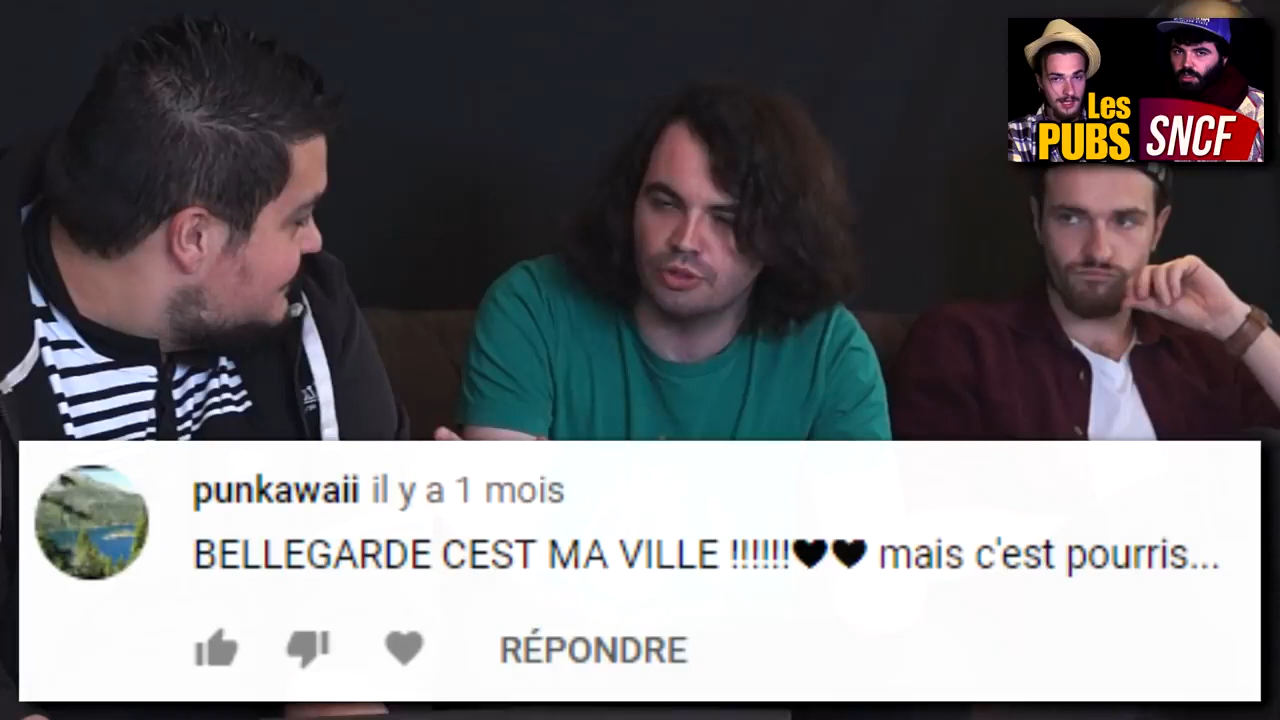 Les
PUBS
SNCF
punkawaii il y a 1 mois
BELLEGARDE CEST MA VILLE !!!!!!🖤🖤 mais c'est pourris...
RÉPONDRE